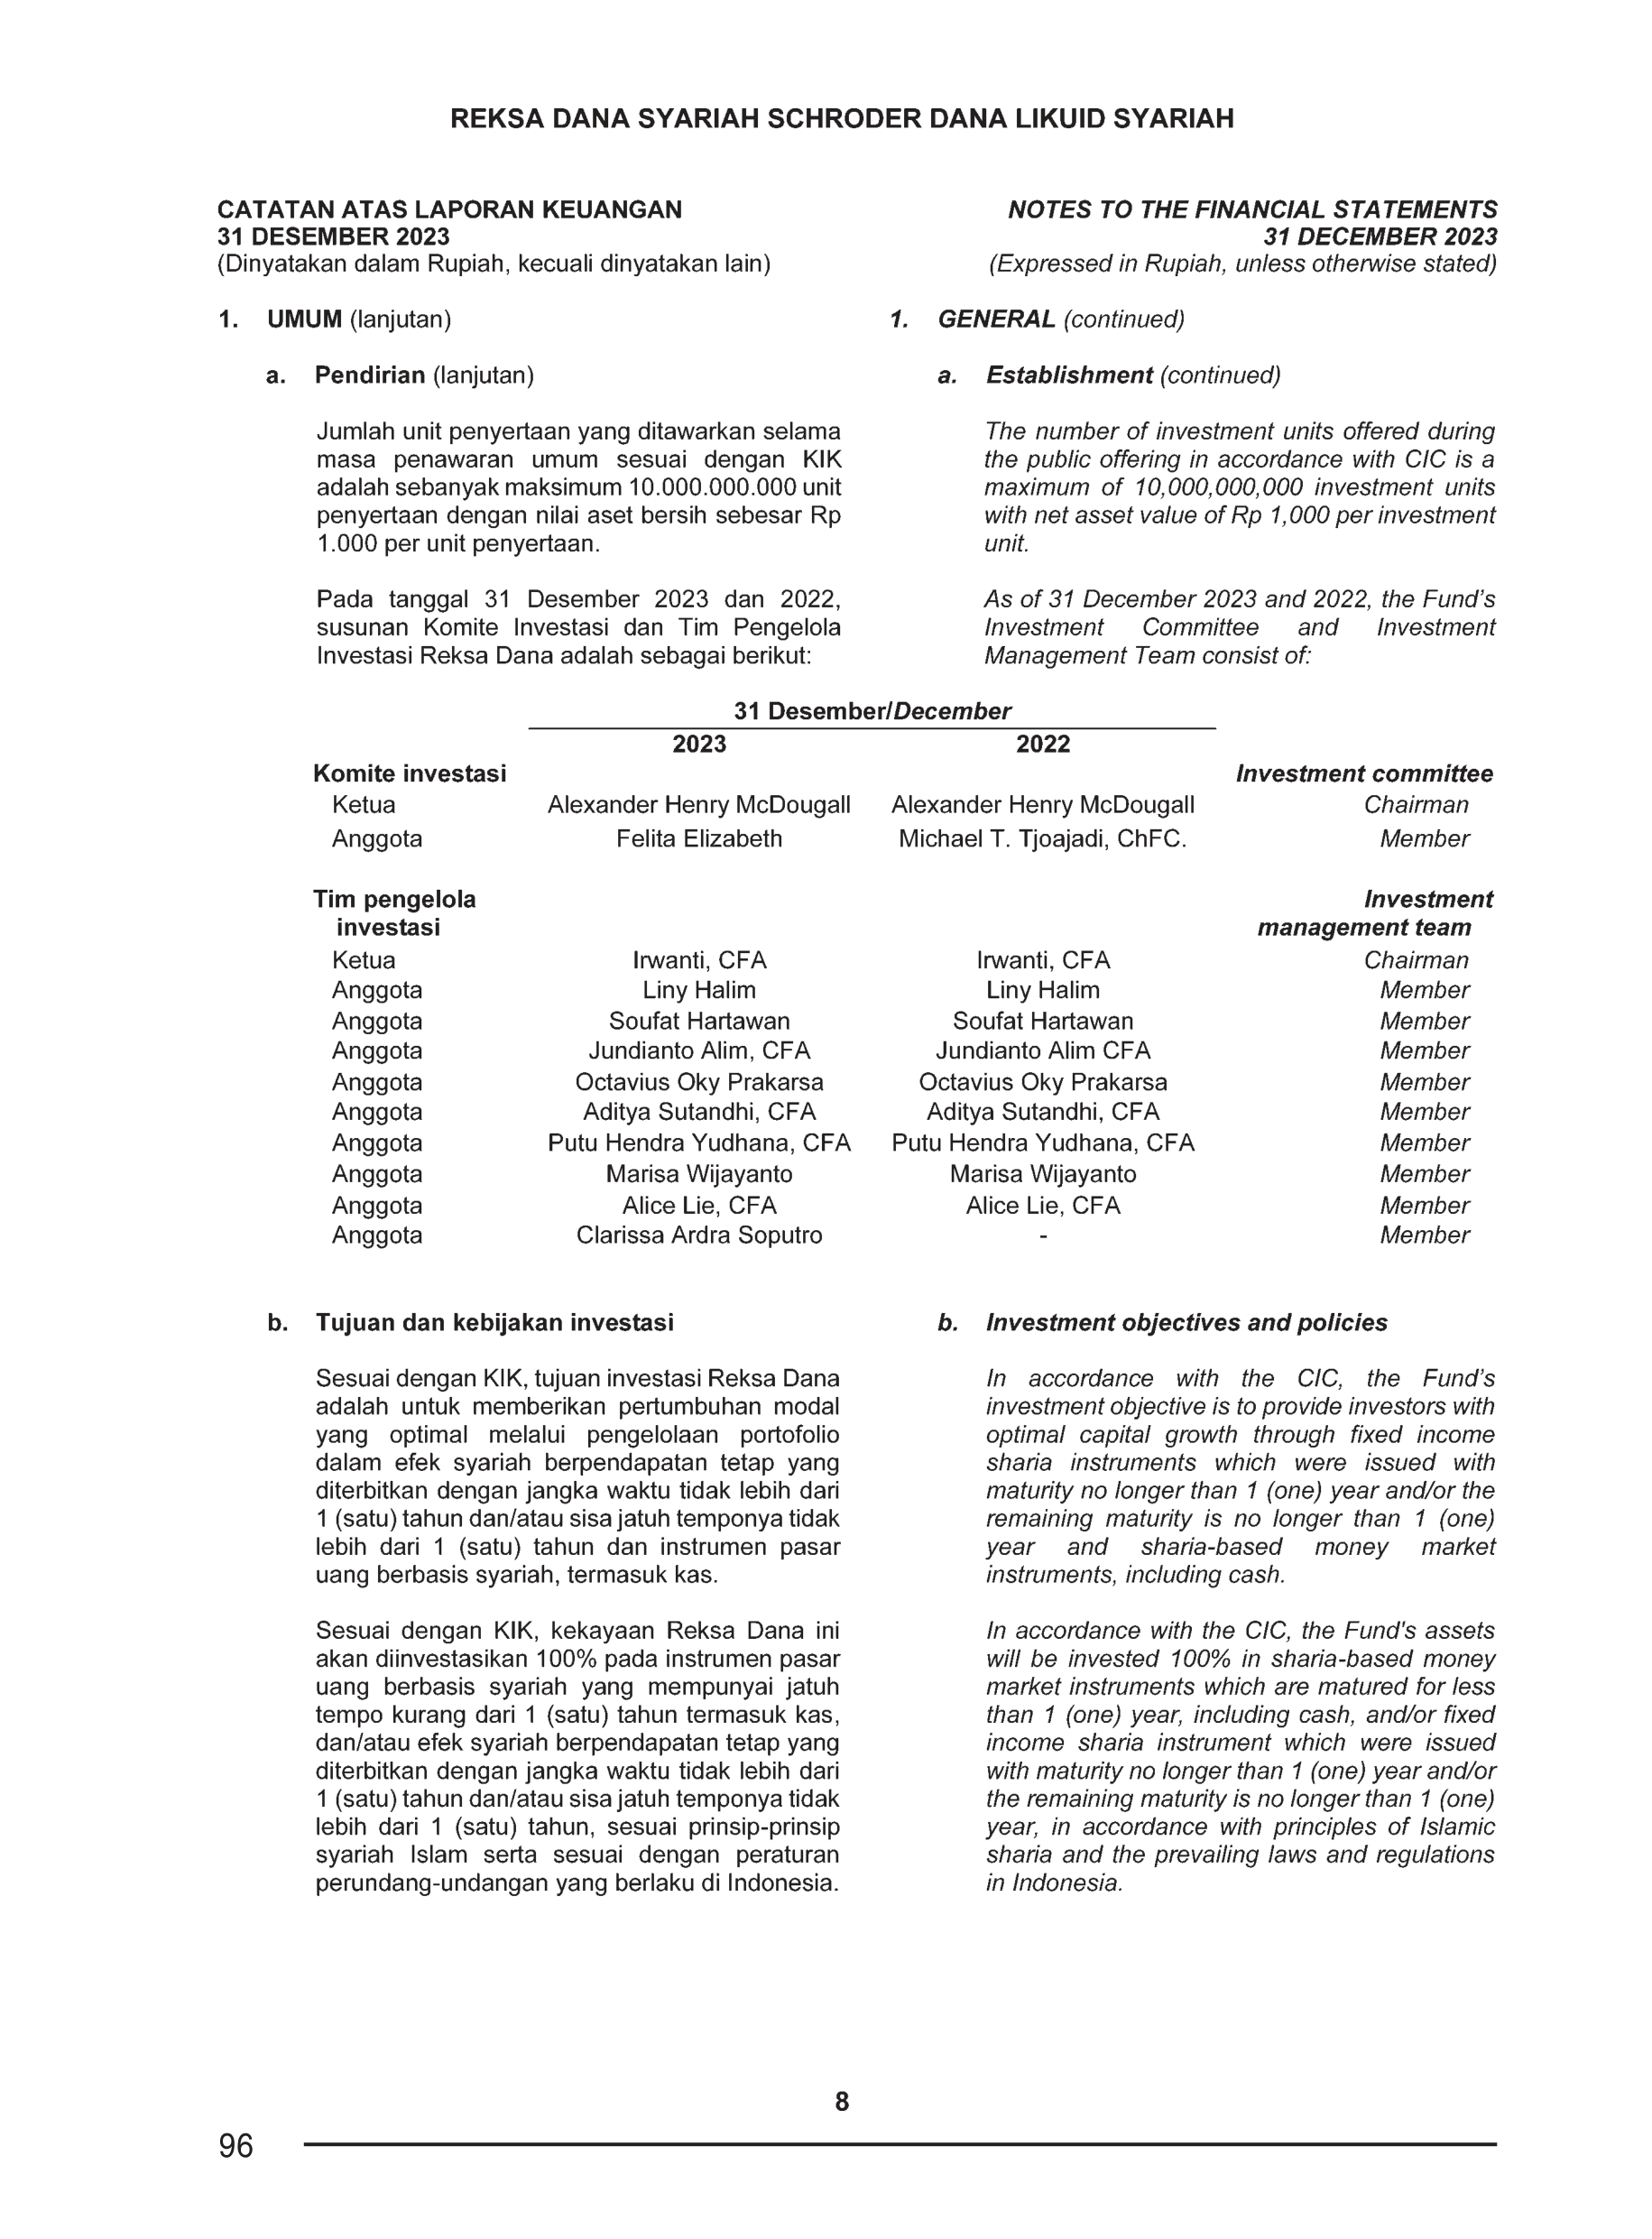 REKSA DANA SYARIAH SCHRODER DANA LIKUID SYARIAH
CATATAN ATAS LAPORAN KEUANGAN
31 DESEMBER 2023
(Dinyatakan dalam Rupiah, kecuali dinyatakan lain)
NOTES TO THE FINANCIAL STATEMENTS
31 DECEMBER 2023
(Expressed in Rupiah, unless otherwise stated)
1. UMUM (lanjutan)
a. Pendirian (lanjutan)
Jumlah unit penyertaan yang ditawarkan selama
masa penawaran umum sesuai dengan KIK
adalah sebanyak maksimum 10.000.000.000 unit
penyertaan dengan nilai aset bersih sebesar Rp
1.000 per unit penyertaan.
Pada tanggal 31 Desember 2023 dan 2022,
susunan Komite Investasi dan Tim Pengelola
Investasi Reksa Dana adalah sebagai berikut:
1. GENERAL (continued)
a. Establishment (continued)
The number of investment units offered during
the public offering in accordance with CIC is a
maximum of 10,000,000,000 investment units
with net asset value of Rp 1,000 per investment
unit.
As of 31 December 2023 and 2022, the Fund's
Investment Committee and Investment
Management Team consist of:
31 Desember/December
2023 2022
Komite investasi Investment committee
Ketua Alexander Henry McDougall Alexander Henry McDougall Chairman
Anggota Felita Elizabeth Michael T. Tjoajadi, ChFC. Member
Tim pengelola Investment
investasi management team
Ketua Irwanti, CFA Irwanti, CFA Chairman
Anggota Liny Halim Liny Halim Member
Anggota Soufat Hartawan Soufat Hartawan Member
Anggota Jundianto Alim, CFA Jundianto Alim CFA Member
Anggota Octavius Oky Prakarsa Octavius Oky Prakarsa Member
Anggota Aditya Sutandhi, CFA Aditya Sutandhi, CFA Member
Anggota Putu Hendra Yudhana, CFA Putu Hendra Yudhana, CFA Member
Anggota Marisa Wijayanto Marisa Wijayanto Member
Anggota Alice Lie, CFA Alice Lie, CFA Member
Anggota Clarissa Ardra Soputro - Member
b. Tujuan dan kebijakan investasi
Sesuai dengan KIK, tujuan investasi Reksa Dana
adalah untuk memberikan pertumbuhan modal
yang optimal melalui pengelolaan portofolio
dalam efek syariah berpendapatan tetap yang
diterbitkan dengan jangka waktu tidak lebih dari
1 (satu) tahun dan/atau sisa jatuh temponya tidak
lebih dari 1 (satu) tahun dan instrumen pasar
uang berbasis syariah, termasuk kas.
Sesuai dengan KIK, kekayaan Reksa Dana ini
akan diinvestasikan 100% pada instrumen pasar
uang berbasis syariah yang mempunyai jatuh
tempo kurang dari 1 (satu) tahun termasuk kas,
dan/atau efek syariah berpendapatan tetap yang
diterbitkan dengan jangka waktu tidak lebih dari
1 (satu) tahun dan/atau sisa jatuh temponya tidak
lebih dari 1 (satu) tahun, sesuai prinsip-prinsip
syariah Islam serta sesuai dengan peraturan
perundang-undangan yang berlaku di Indonesia.
b. Investment objectives and policies
In accordance with the CIC, the Fund's
investment objective is to provide investors with
optimal capital growth through fixed income
sharia instruments which were issued with
maturity no longer than 1 (one) year and/or the
remaining maturity is no longer than 1 (one)
year and sharia-based money market
instruments, including cash.
In accordance with the CIC, the Fund's assets
will be invested 100% in sharia-based money
market instruments which are matured for less
than 1 (one) year, including cash, and/or fixed
income sharia instrument which were issued
with maturity no longer than 1 (one) year and/or
the remaining maturity is no longer than 1 (one)
year, in accordance with principles of Islamic
sharia and the prevailing laws and regulations
in Indonesia.
8
96